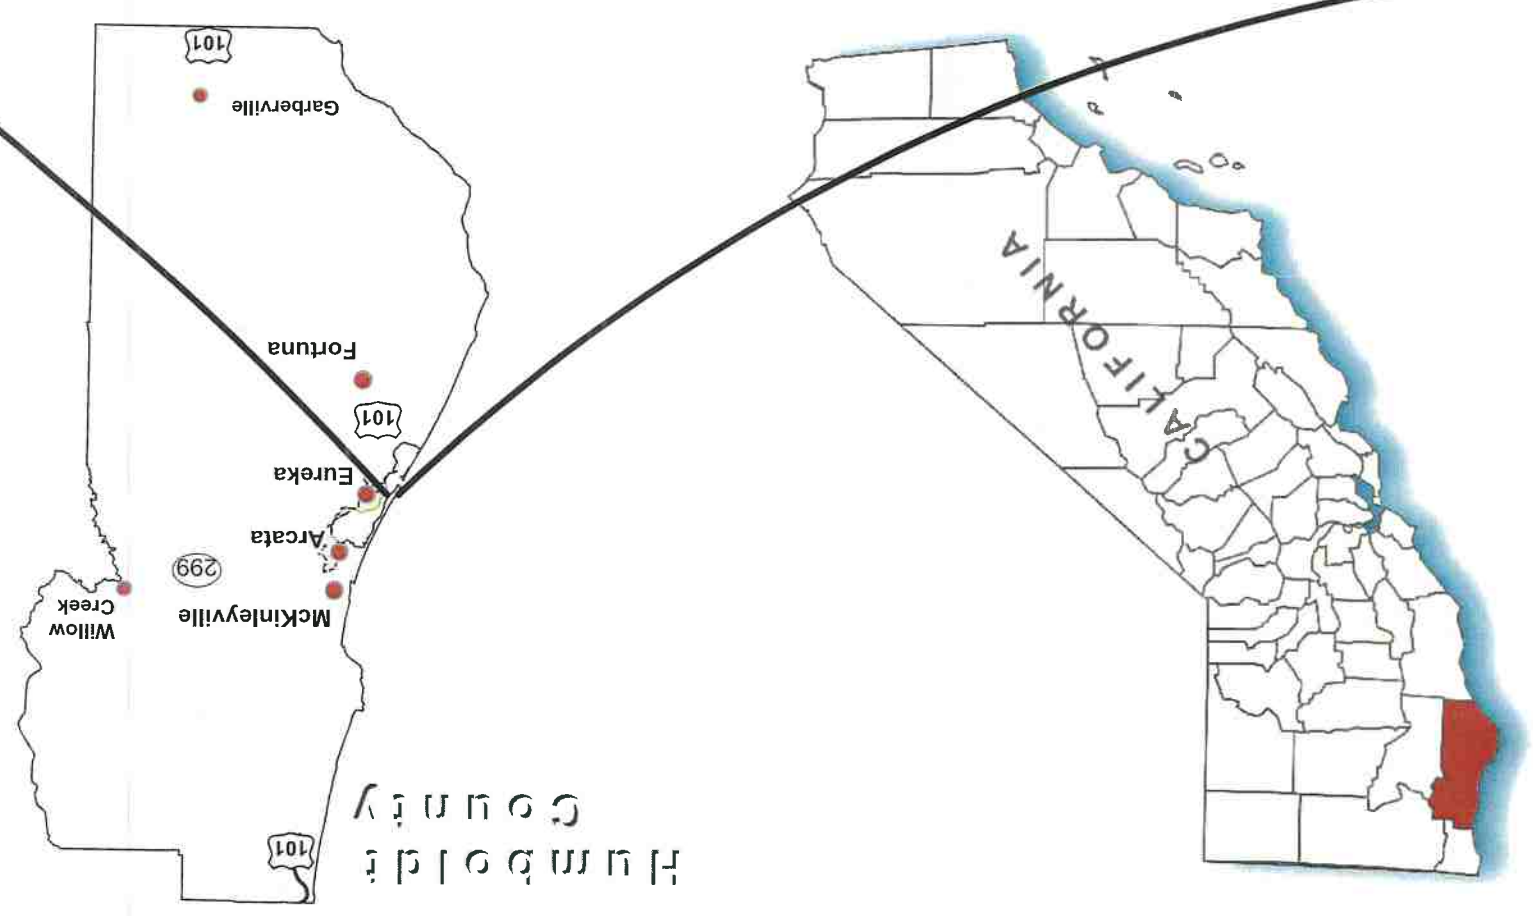 Humboldt
County
101
Willow
Creek
McKinleyville
299
Arcata
Eureka
101
Fortuna
Garberville
101
CALIFORNIA